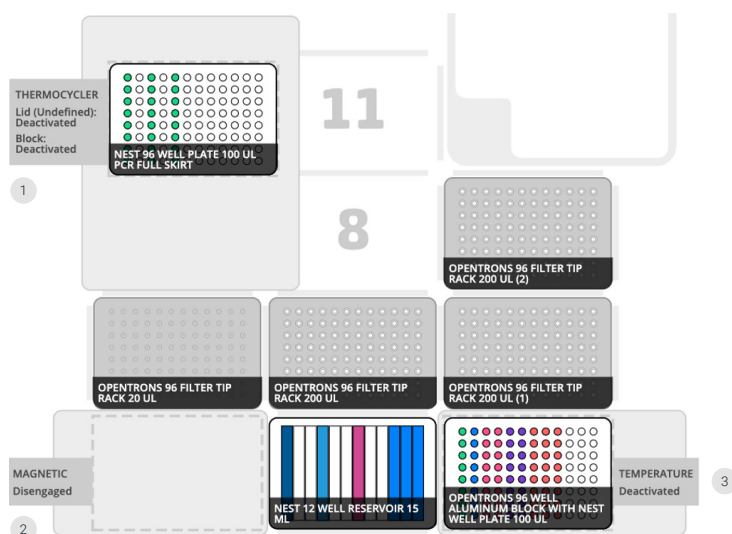 THERMOCYCLER
Lid (Undefined):
Deactivated
Block:
Deactivated
1
NEST 96 WELL PLATE 100 UL
PCR FULL SKIRT
11
8
OPENTRONS 96 FILTER TIP
RACK 200 UL (2)
OPENTRONS 96 FILTER TIP
RACK 20 UL
OPENTRONS 96 FILTER TIP
RACK 200 UL
OPENTRONS 96 FILTER TIP
RACK 200 UL (1)
MAGNETIC
Disengaged
2
NEST 12 WELL RESERVOIR 15
ML
OPENTRONS 96 WELL
ALUMINUM BLOCK WITH NEST
WELL PLATE 100 UL
TEMPERATURE
Deactivated
3